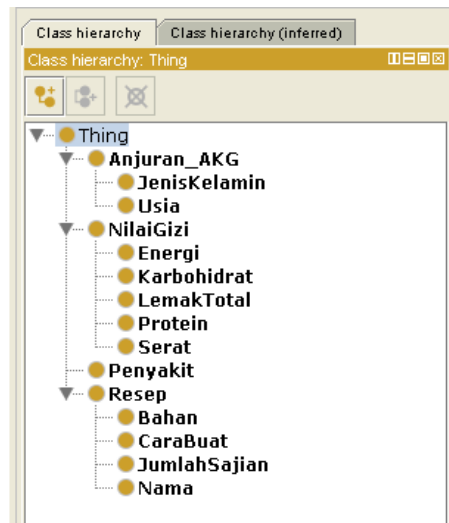 Class hierarchy Class hierarchy (inferred)
Class hierarchy: Thing
Thing
Anjuran_AKG
JenisKelamin
Usia
NilaiGizi
Energi
Karbohidrat
LemakTotal
Protein
Serat
Penyakit
Resep
Bahan
CaraBuat
JumlahSajian
Nama